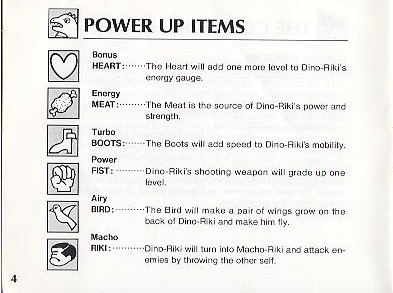 POWER UP ITEMS
Bonus
HEART:········The Heart will add one more level to Dino-Riki's
energy gauge.
Energy
MEAT:·········The Meat is the source of Dino-Riki's power and
strength.
Turbo
BOOTS:·······The Boots will add speed to Dino-Riki's mobility.
Power
FIST:··········Dino-Riki's shooting weapon will grade up one
level.
Airy
BIRD:··········The Bird will make a pair of wings grow on the
back of Dino-Riki and make him fly.
Macho
RIKI:··········Dino-Riki will turn into Macho-Riki and attack en-
emies by throwing the other self.
4